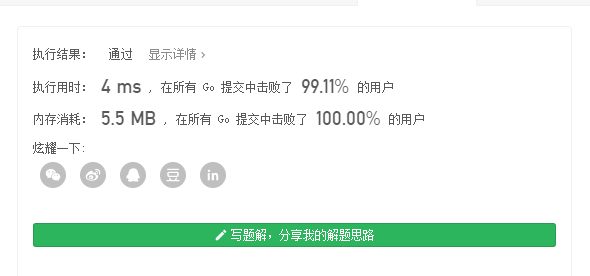 执行结果： 通过 显示详情 ›
执行用时： 4 ms ，在所有 Go 提交中击败了 99.11% 的用户
内存消耗： 5.5 MB ，在所有 Go 提交中击败了 100.00% 的用户
炫耀一下:
豆 in
写题解，分享我的解题思路